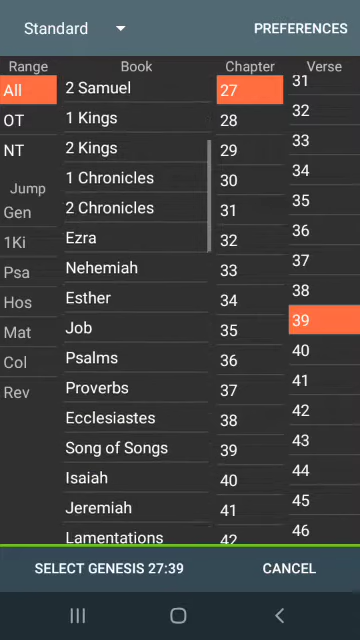 Standard
PREFERENCES
Range
Book
Chapter
Verse
All
OT
NT
Jump
Gen
1Ki
Psa
Hos
Mat
Col
Rev
2 Samuel
1 Kings
2 Kings
1 Chronicles
2 Chronicles
Ezra
Nehemiah
Esther
Job
Psalms
Proverbs
Ecclesiastes
Song of Songs
Isaiah
Jeremiah
Lamentations
27
28
29
30
31
32
33
34
35
36
37
38
39
40
41
42
31
32
33
34
35
36
37
38
39
40
41
42
43
44
45
46
SELECT GENESIS 27:39
CANCEL